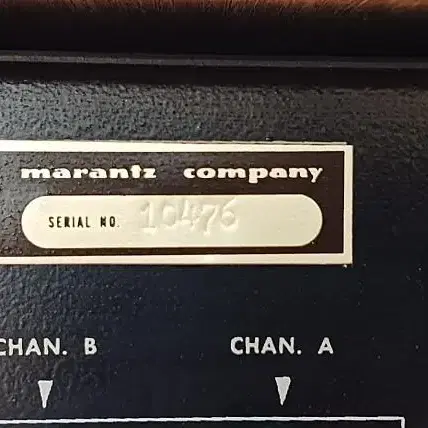 marantz company
SERIAL NO. 10476
CHAN. B CHAN. A